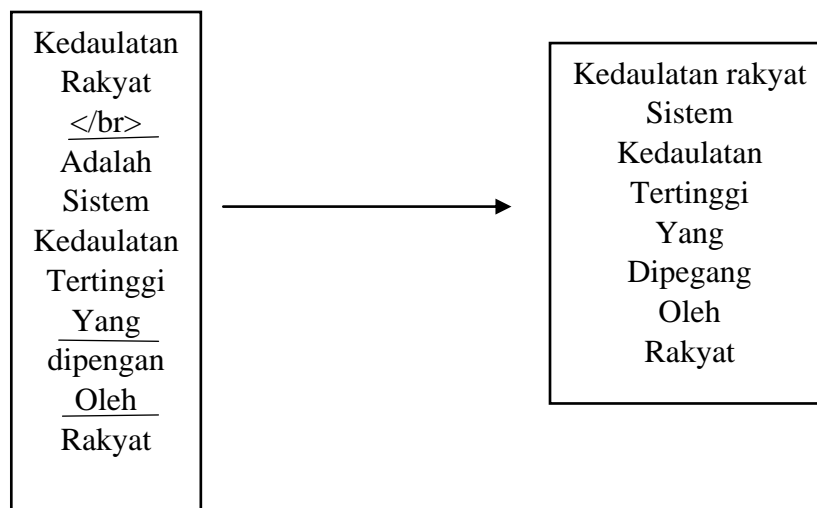 Kedaulatan
Rakyat
</br>
Adalah
Sistem
Kedaulatan
Tertinggi
Yang
dipengan
Oleh
Rakyat
Kedaulatan rakyat
Sistem
Kedaulatan
Tertinggi
Yang
Dipegang
Oleh
Rakyat